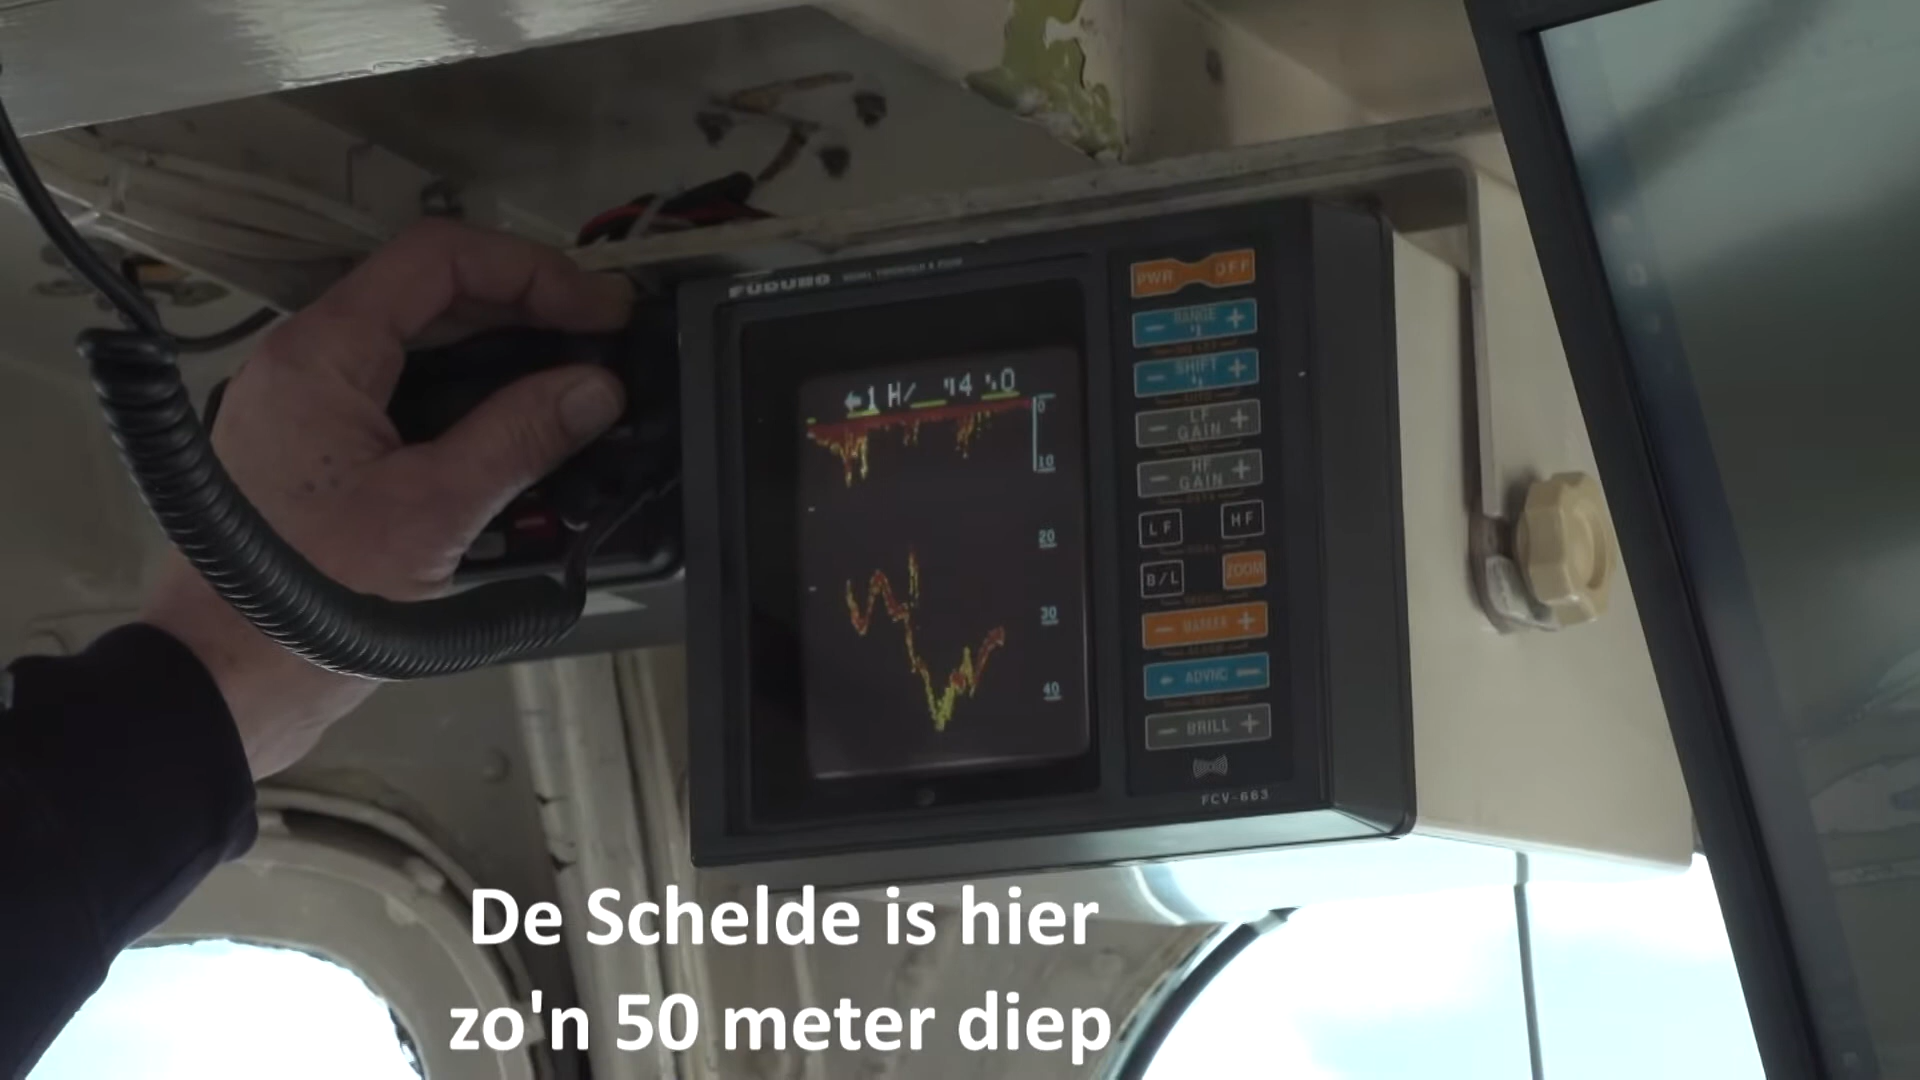 FURUNO
PWR OFF
- RANGE +
- SHIFT +
- LF GAIN +
- HF GAIN +
LF HF
B/L ZOOM
- MARKER +
ADVNC
- BRILL +
FCV-663
0
10
20
30
40
De Schelde is hier
zo'n 50 meter diep